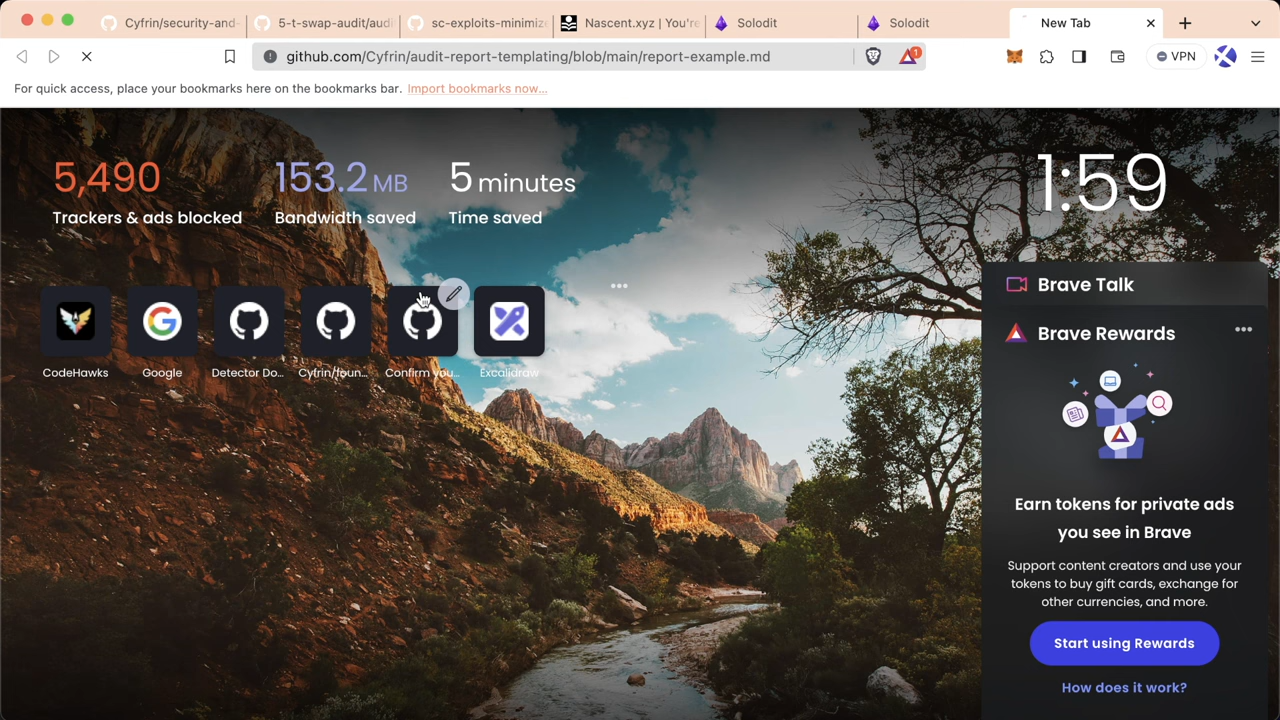 Cyfrin/security-and-
5-t-swap-audit/audi
sc-exploits-minimize
Nascent.xyz | You're
Solodit
Solodit
New Tab
github.com/Cyfrin/audit-report-templating/blob/main/report-example.md
1
VPN
For quick access, place your bookmarks here on the bookmarks bar. Import bookmarks now...
5,490
Trackers & ads blocked
153.2 MB
Bandwidth saved
5 minutes
Time saved
1:59
CodeHawks
Google
Detector Do...
Cyfrin/foun...
Confirm you...
Excalidraw
Brave Talk
Brave Rewards
Earn tokens for private ads
you see in Brave
Support content creators and use your
tokens to buy gift cards, exchange for
other currencies, and more.
Start using Rewards
How does it work?